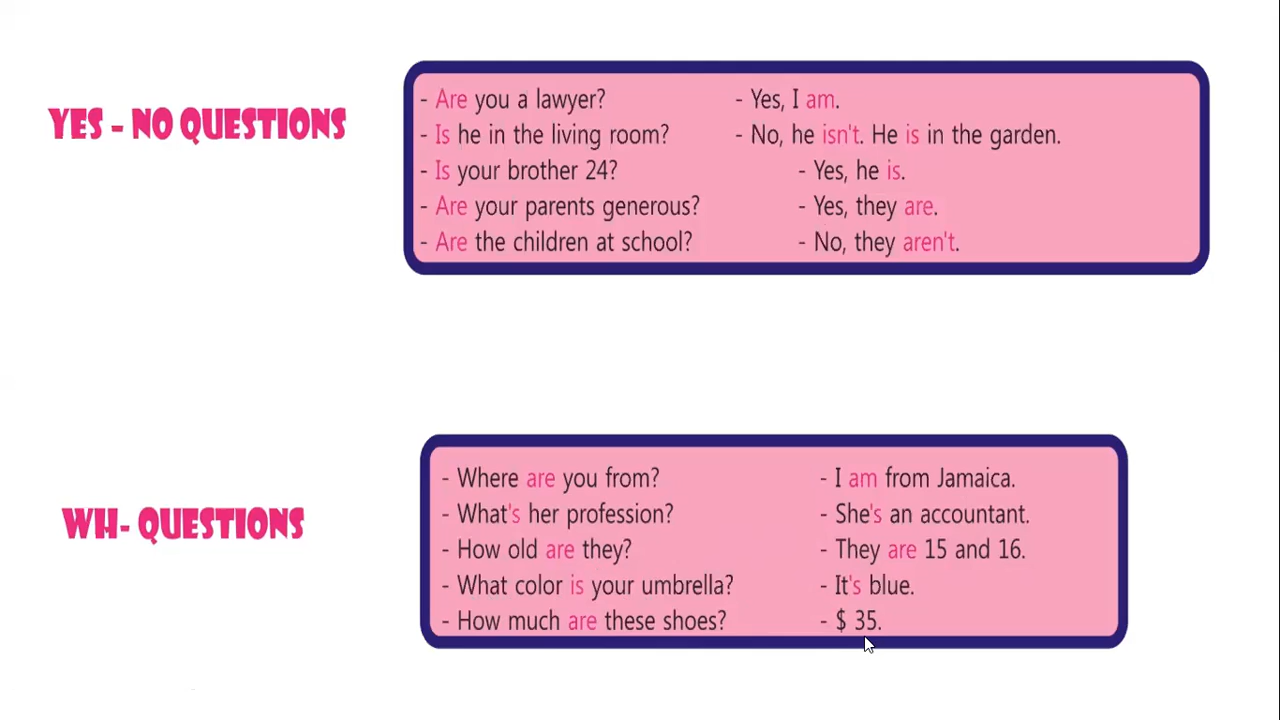 YES - NO QUESTIONS
- Are you a lawyer? - Yes, I am.
- Is he in the living room? - No, he isn't. He is in the garden.
- Is your brother 24? - Yes, he is.
- Are your parents generous? - Yes, they are.
- Are the children at school? - No, they aren't.
WH- QUESTIONS
- Where are you from? - I am from Jamaica.
- What's her profession? - She's an accountant.
- How old are they? - They are 15 and 16.
- What color is your umbrella? - It's blue.
- How much are these shoes? - $ 35.